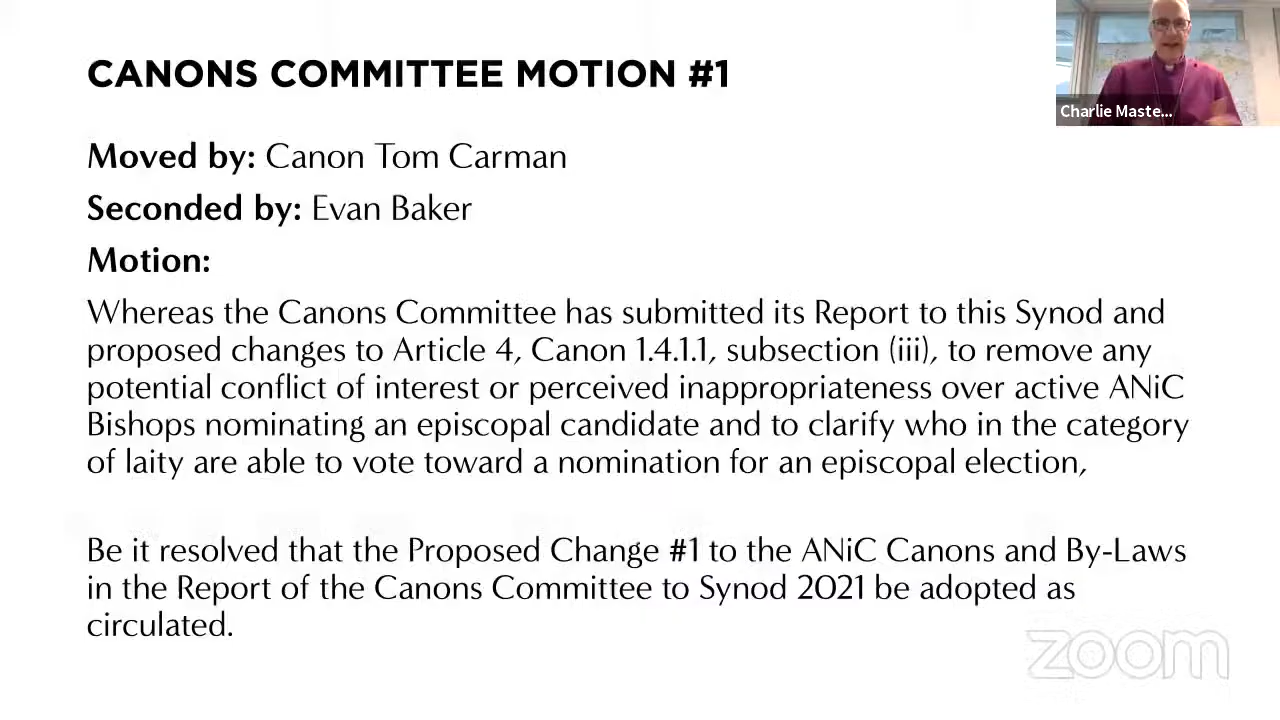 CANONS COMMITTEE MOTION #1
Charlie Maste...
Moved by: Canon Tom Carman
Seconded by: Evan Baker
Motion:
Whereas the Canons Committee has submitted its Report to this Synod and
proposed changes to Article 4, Canon 1.4.1.1, subsection (iii), to remove any
potential conflict of interest or perceived inappropriateness over active ANiC
Bishops nominating an episcopal candidate and to clarify who in the category
of laity are able to vote toward a nomination for an episcopal election,
Be it resolved that the Proposed Change #1 to the ANiC Canons and By-Laws
in the Report of the Canons Committee to Synod 2021 be adopted as
circulated.
zoom